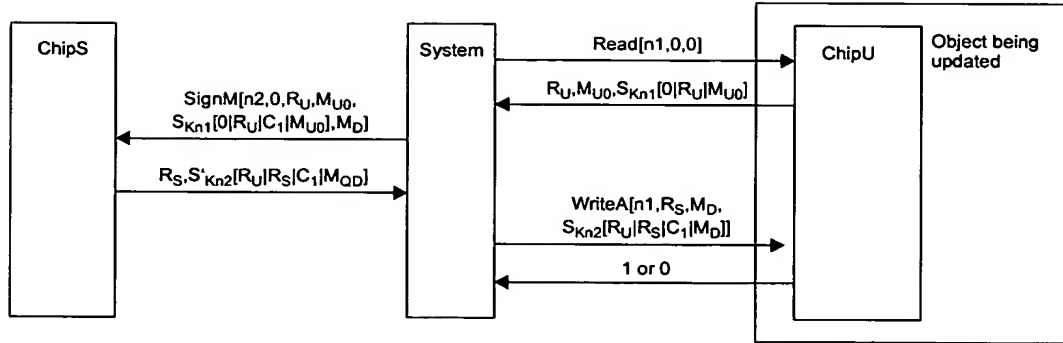 ChipS
System
Read[n1,0,0]
ChipU
Object being
updated
R_U,M_U0,S_Kn1[0|R_U|M_U0]
SignM[n2,0,R_U,M_U0,
S_Kn1[0|R_U|C_1|M_U0],M_D]
R_S,S'_Kn2[R_U|R_S|C_1|M_QD]
WriteA[n1,R_S,M_D,
S_Kn2[R_U|R_S|C_1|M_D]]
1 or 0